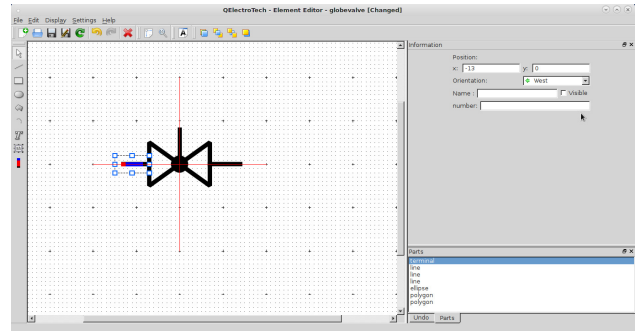 QElectroTech - Element Editor - globevalve [Changed]
File Edit Display Settings Help
Information
Position:
x: -13 y: 0
Orientation: West
Name : Visible
number:
Parts
terminal
line
line
line
ellipse
polygon
polygon
Undo Parts